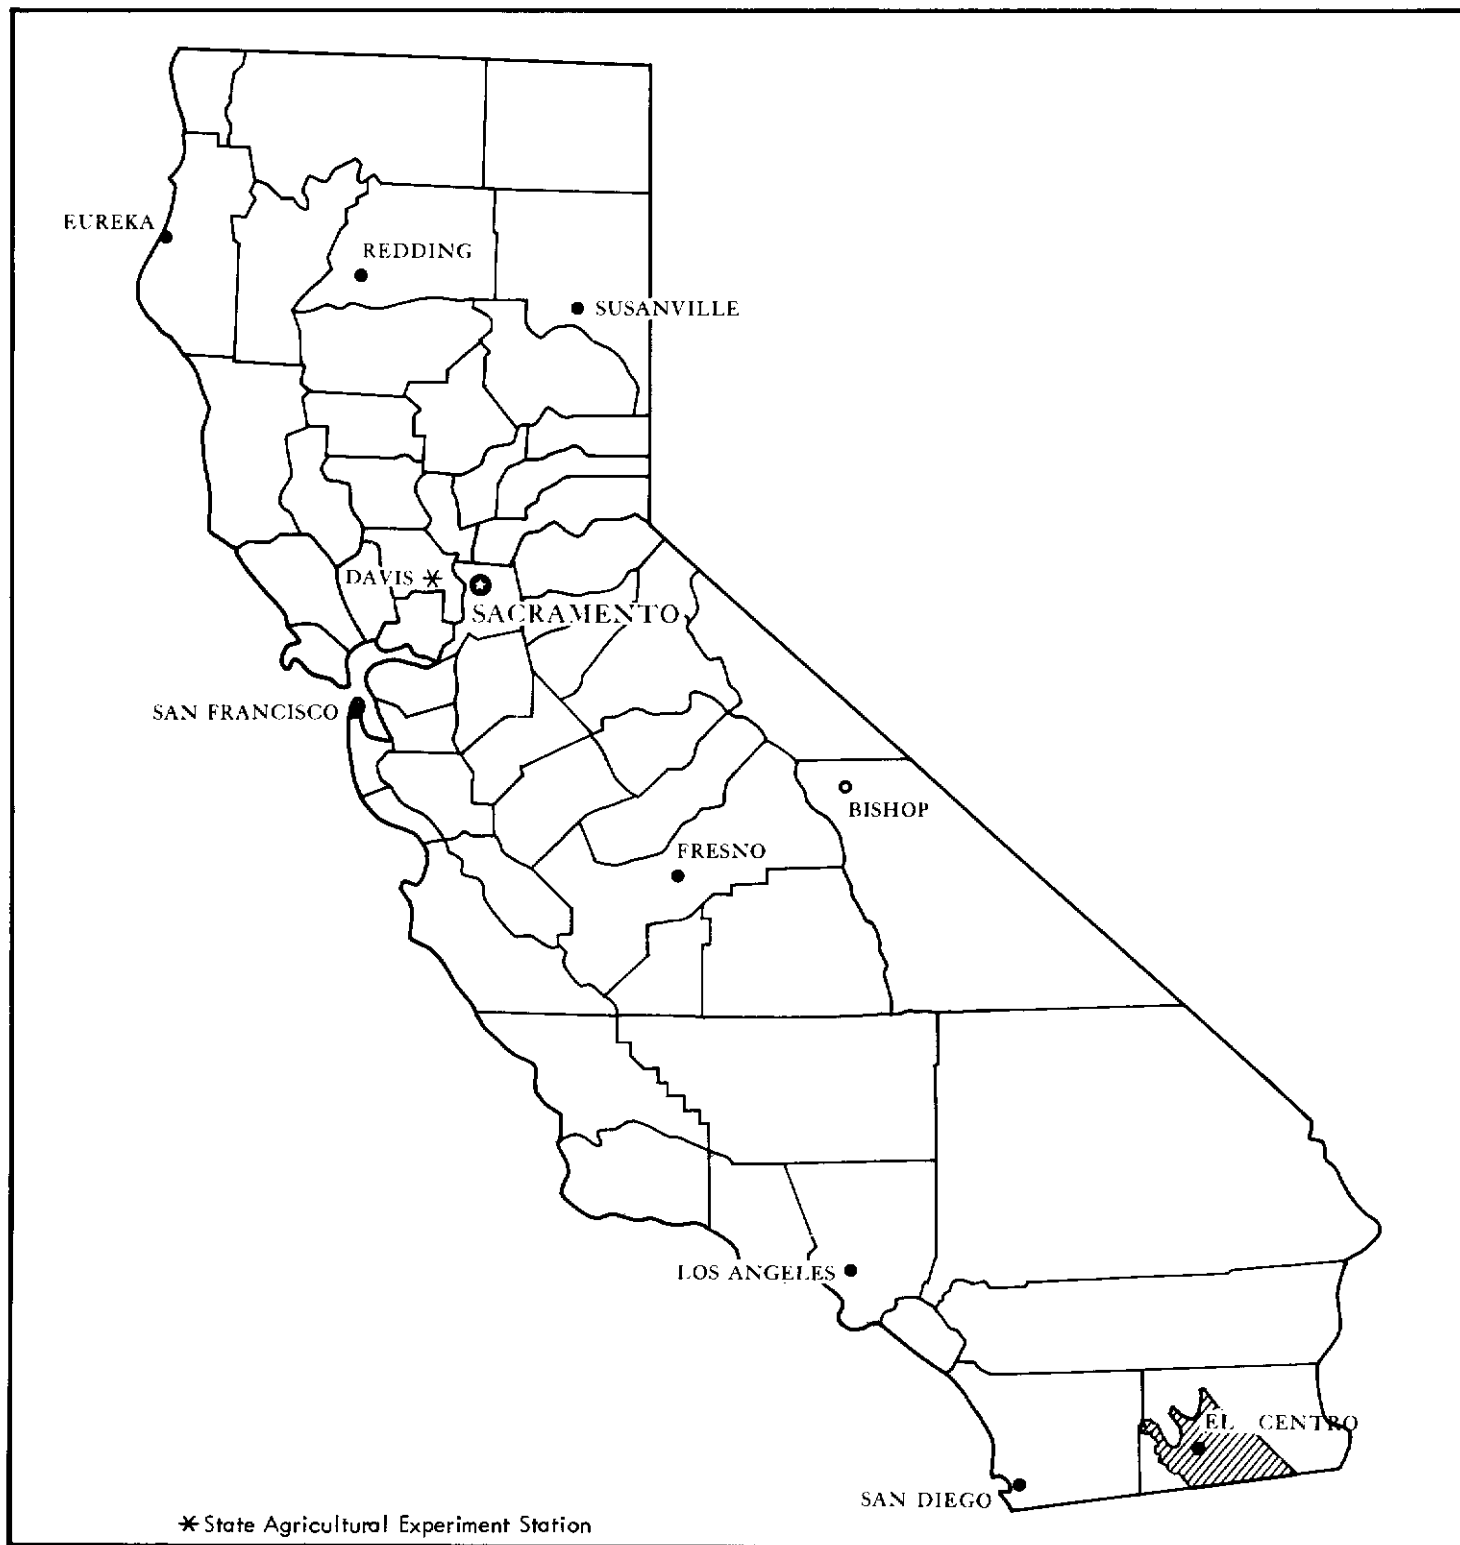 EUREKA
REDDING
SUSANVILLE
DAVIS
SACRAMENTO
SAN FRANCISCO
BISHOP
FRESNO
LOS ANGELES
EL CENTRO
SAN DIEGO
* State Agricultural Experiment Station